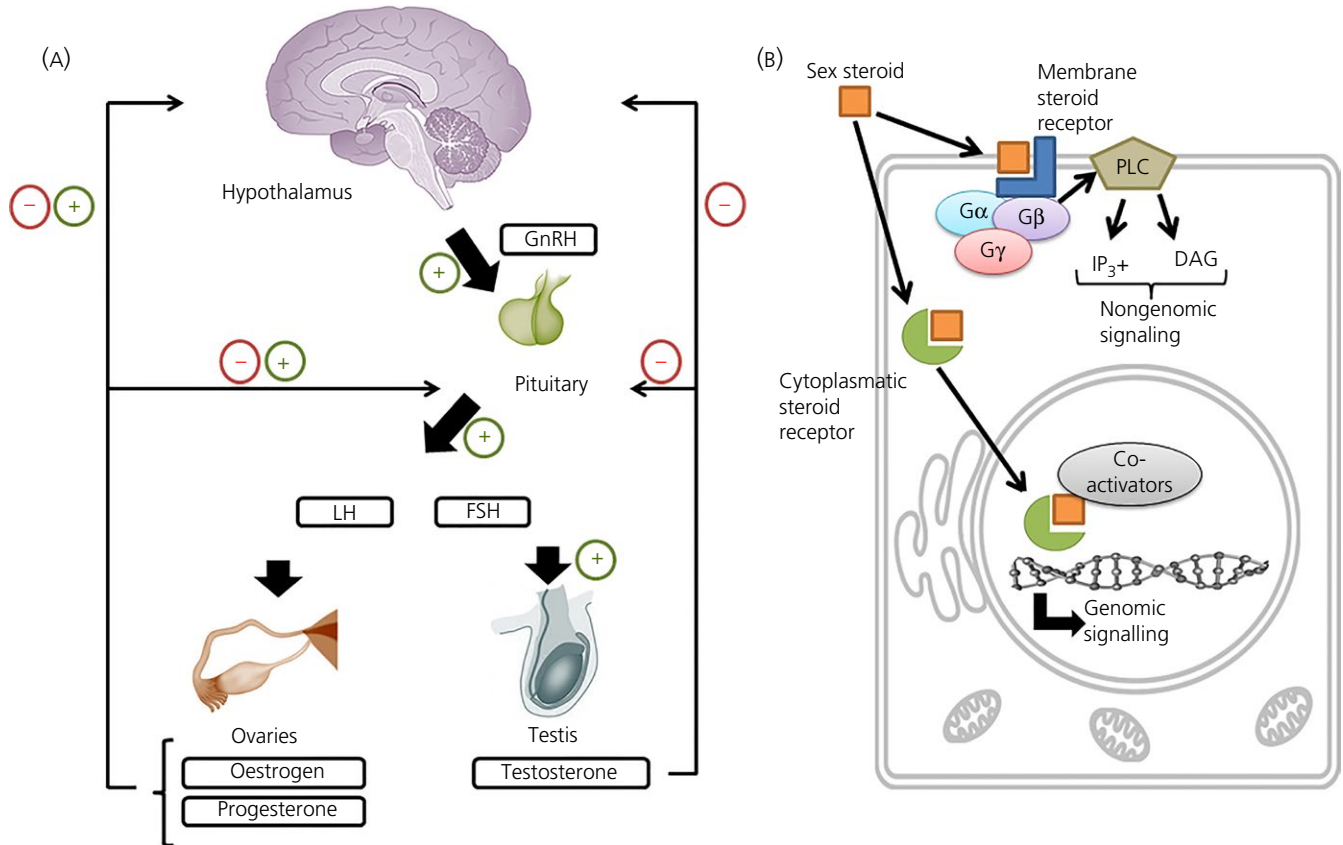 (A)
Hypothalamus
− +
−
GnRH
+
− +
−
Pituitary
+
LH
FSH
+
Ovaries
Testis
Oestrogen
Testosterone
Progesterone
(B)
Sex steroid
Membrane
steroid
receptor
PLC
Gα
Gβ
Gγ
IP₃+
DAG
Nongenomic
signaling
Cytoplasmatic
steroid
receptor
Co-
activators
Genomic
signalling